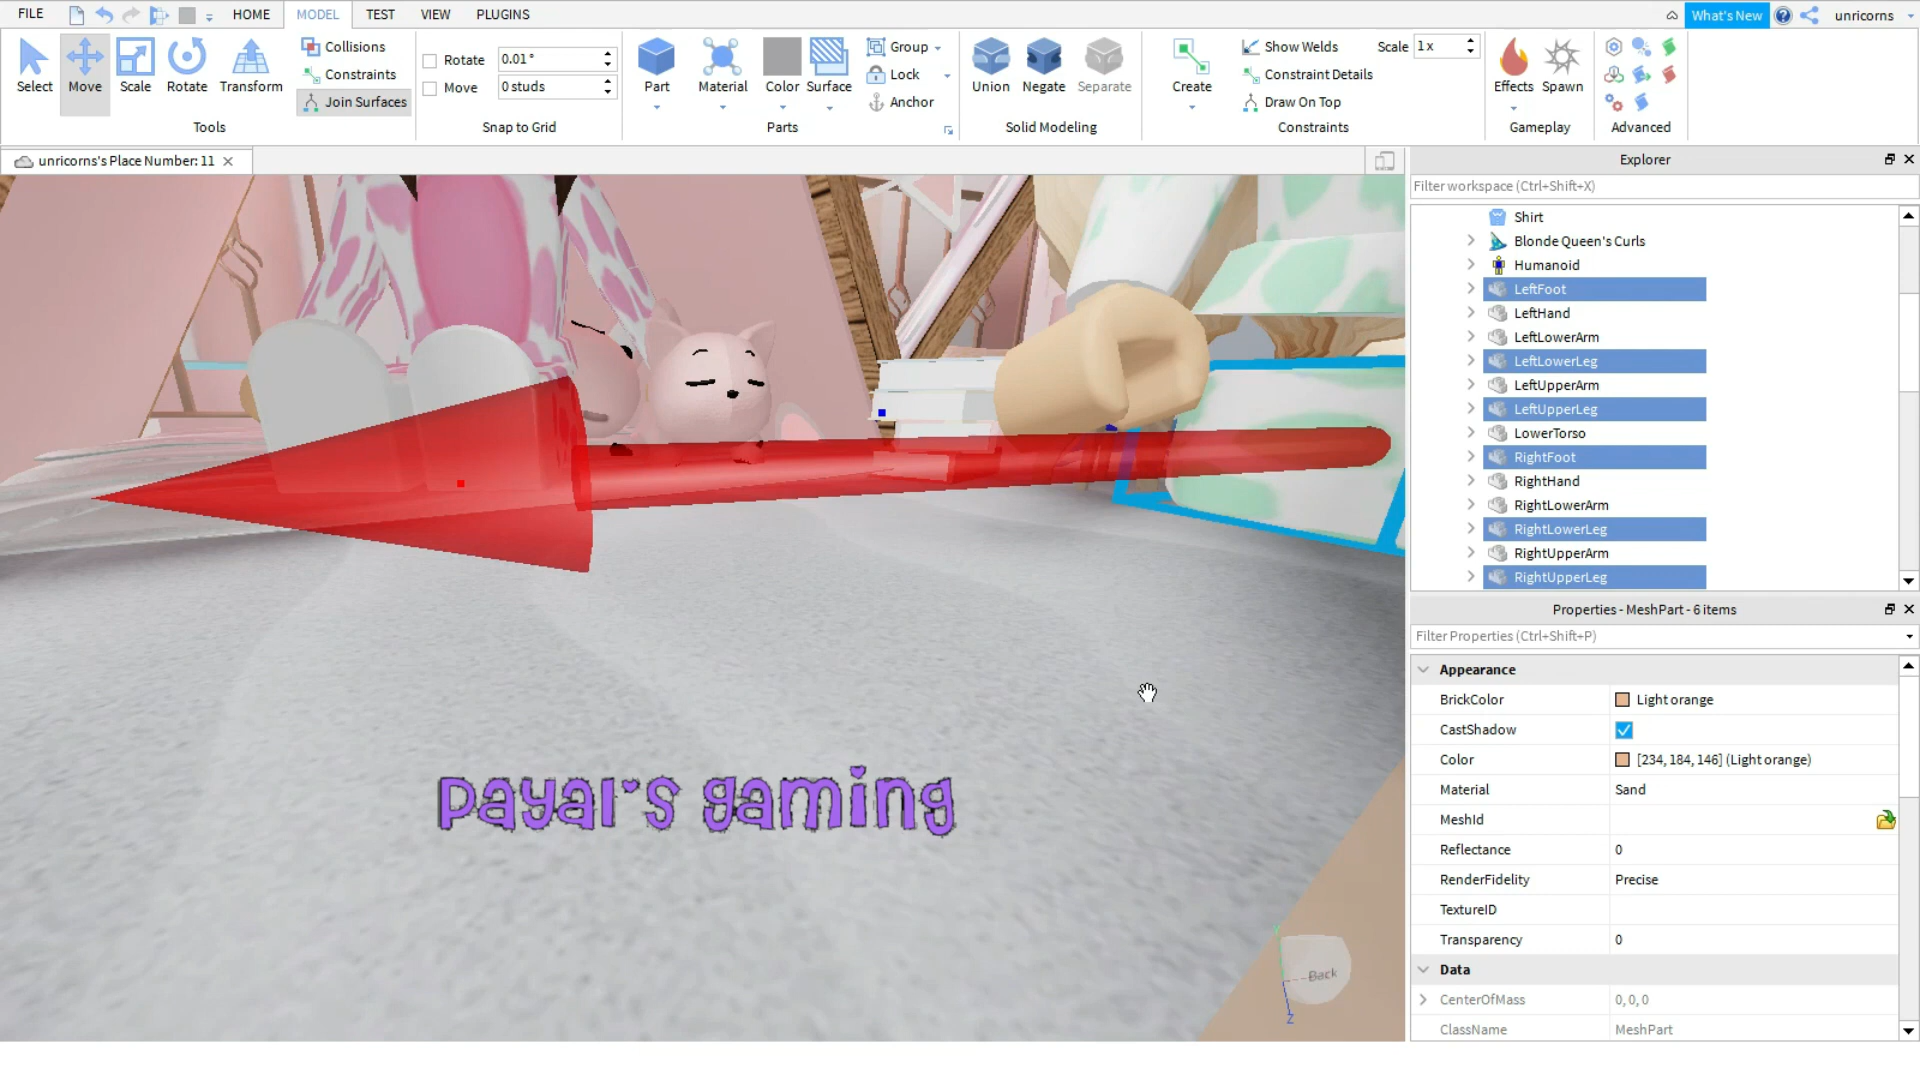 FILE HOME MODEL TEST VIEW PLUGINS What's New unricorns
Select Move Scale Rotate Transform Collisions Constraints Join Surfaces
Tools
Rotate 0.01°
Move 0 studs
Snap to Grid
Part Material Color Surface Group Lock Anchor
Parts
Union Negate Separate
Solid Modeling
Create Show Welds Scale 1x
Constraint Details
Draw On Top
Constraints
Effects Spawn
Gameplay
Advanced
unricorns's Place Number: 11
Explorer
Filter workspace (Ctrl+Shift+X)
Shirt
Blonde Queen's Curls
Humanoid
LeftFoot
LeftHand
LeftLowerArm
LeftLowerLeg
LeftUpperArm
LeftUpperLeg
LowerTorso
RightFoot
RightHand
RightLowerArm
RightLowerLeg
RightUpperArm
RightUpperLeg
Properties - MeshPart - 6 items
Filter Properties (Ctrl+Shift+P)
Appearance
BrickColor Light orange
CastShadow
Color [234, 184, 146] (Light orange)
Material Sand
MeshId
Reflectance 0
RenderFidelity Precise
TextureID
Transparency 0
Data
CenterOfMass 0, 0, 0
ClassName MeshPart
payal's gaming
Y
Back
Z